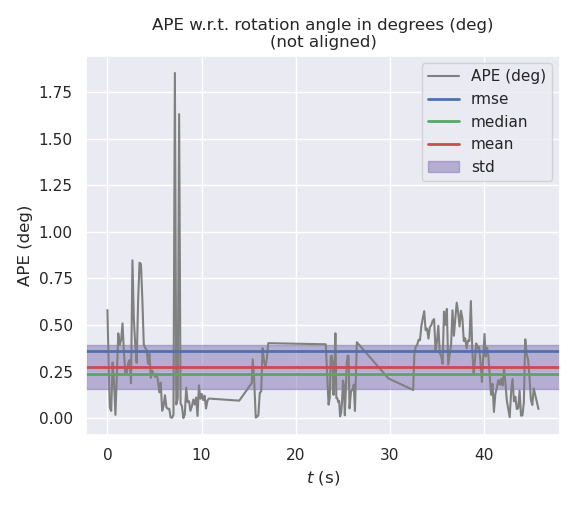 APE w.r.t. rotation angle in degrees (deg)
(not aligned)
APE (deg)
rmse
median
mean
std
1.75
1.50
1.25
1.00
0.75
0.50
0.25
0.00
APE (deg)
0 10 20 30 40
t (s)